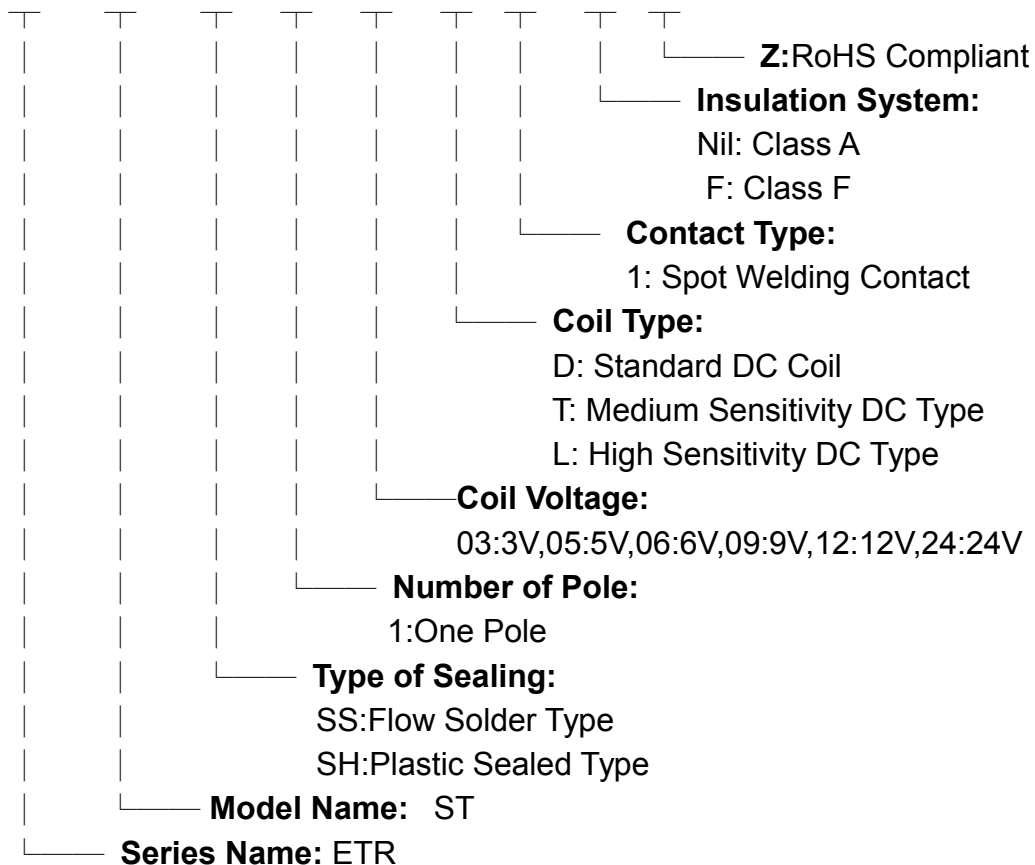 Z:RoHS Compliant
Insulation System:
Nil: Class A
F: Class F
Contact Type:
1: Spot Welding Contact
Coil Type:
D: Standard DC Coil
T: Medium Sensitivity DC Type
L: High Sensitivity DC Type
Coil Voltage:
03:3V,05:5V,06:6V,09:9V,12:12V,24:24V
Number of Pole:
1:One Pole
Type of Sealing:
SS:Flow Solder Type
SH:Plastic Sealed Type
Model Name: ST
Series Name: ETR